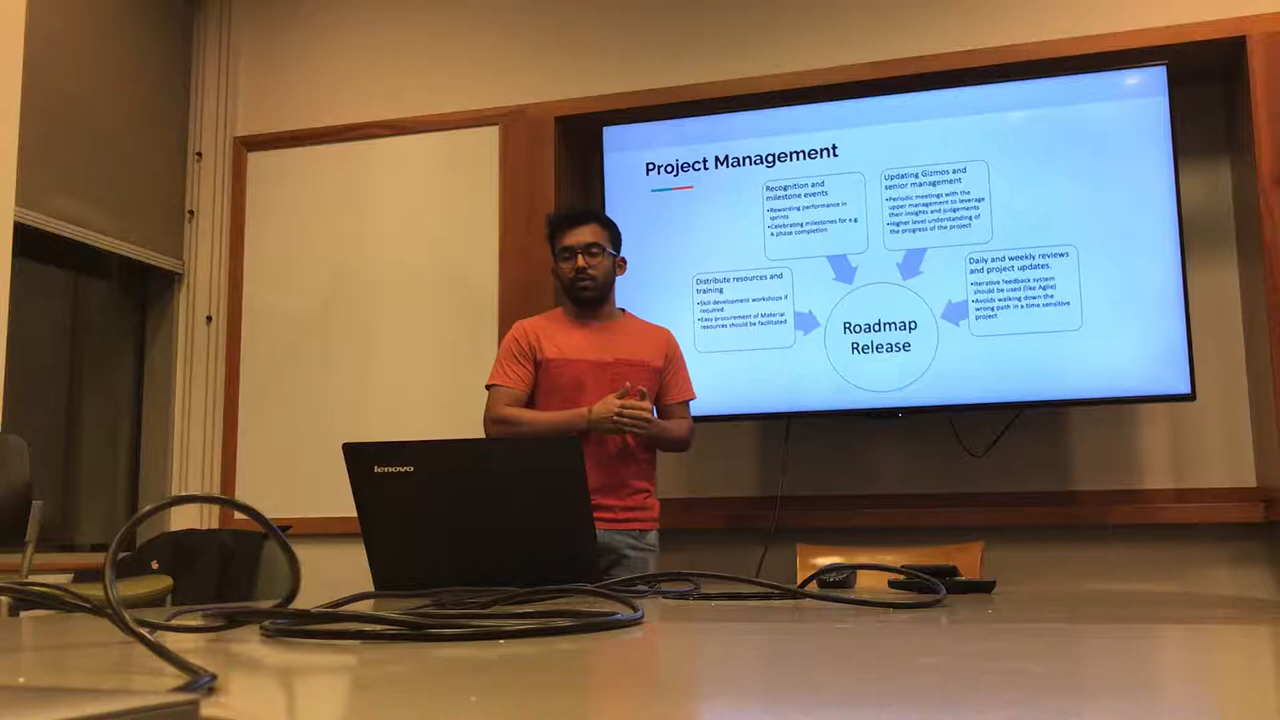 Project Management
Recognition and
milestone events
•Rewarding performance in
sprints
•Celebrating milestones for e.g.
A phase completion
Updating Gizmos and
senior management
•Periodic meetings with the
upper management to leverage
their insights and judgements
•Higher level understanding of
the progress of the project
Distribute resources and
training
•Skill development workshops if
required
•Easy procurement of Material
resources should be facilitated
Daily and weekly reviews
and project updates.
•Iterative feedback system
should be used (like Agile)
•Avoids walking down the
wrong path in a time sensitive
project
Roadmap
Release
lenovo